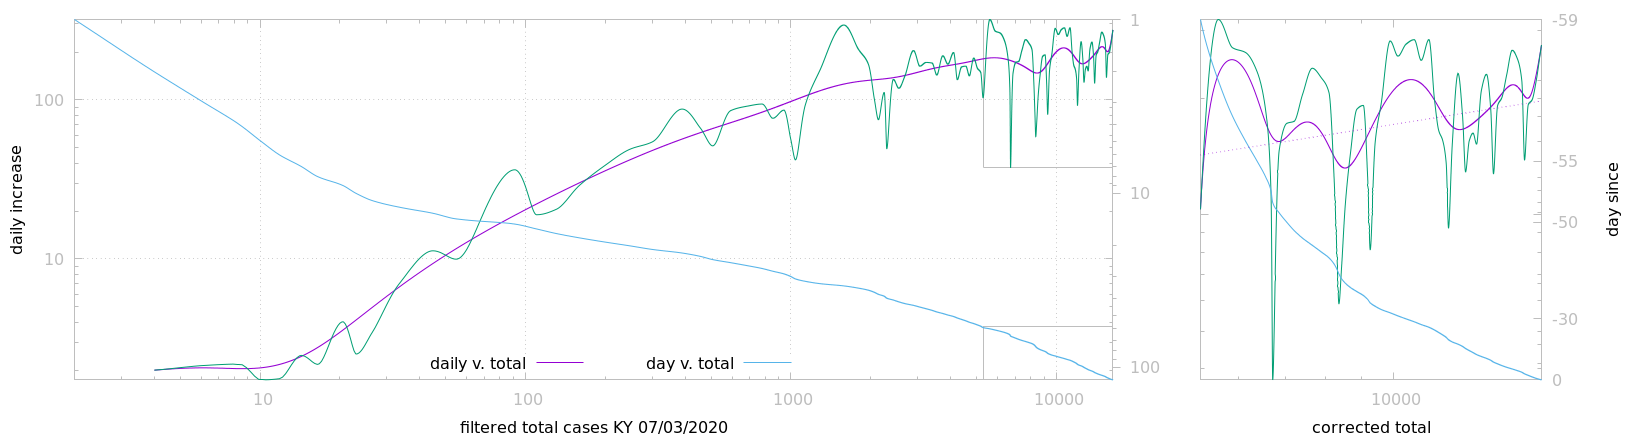 1
-59
100
-55
10
-50
daily increase
day since
10
-30
daily v. total
day v. total
100
0
10
100
1000
10000
10000
filtered total cases KY 07/03/2020
corrected total